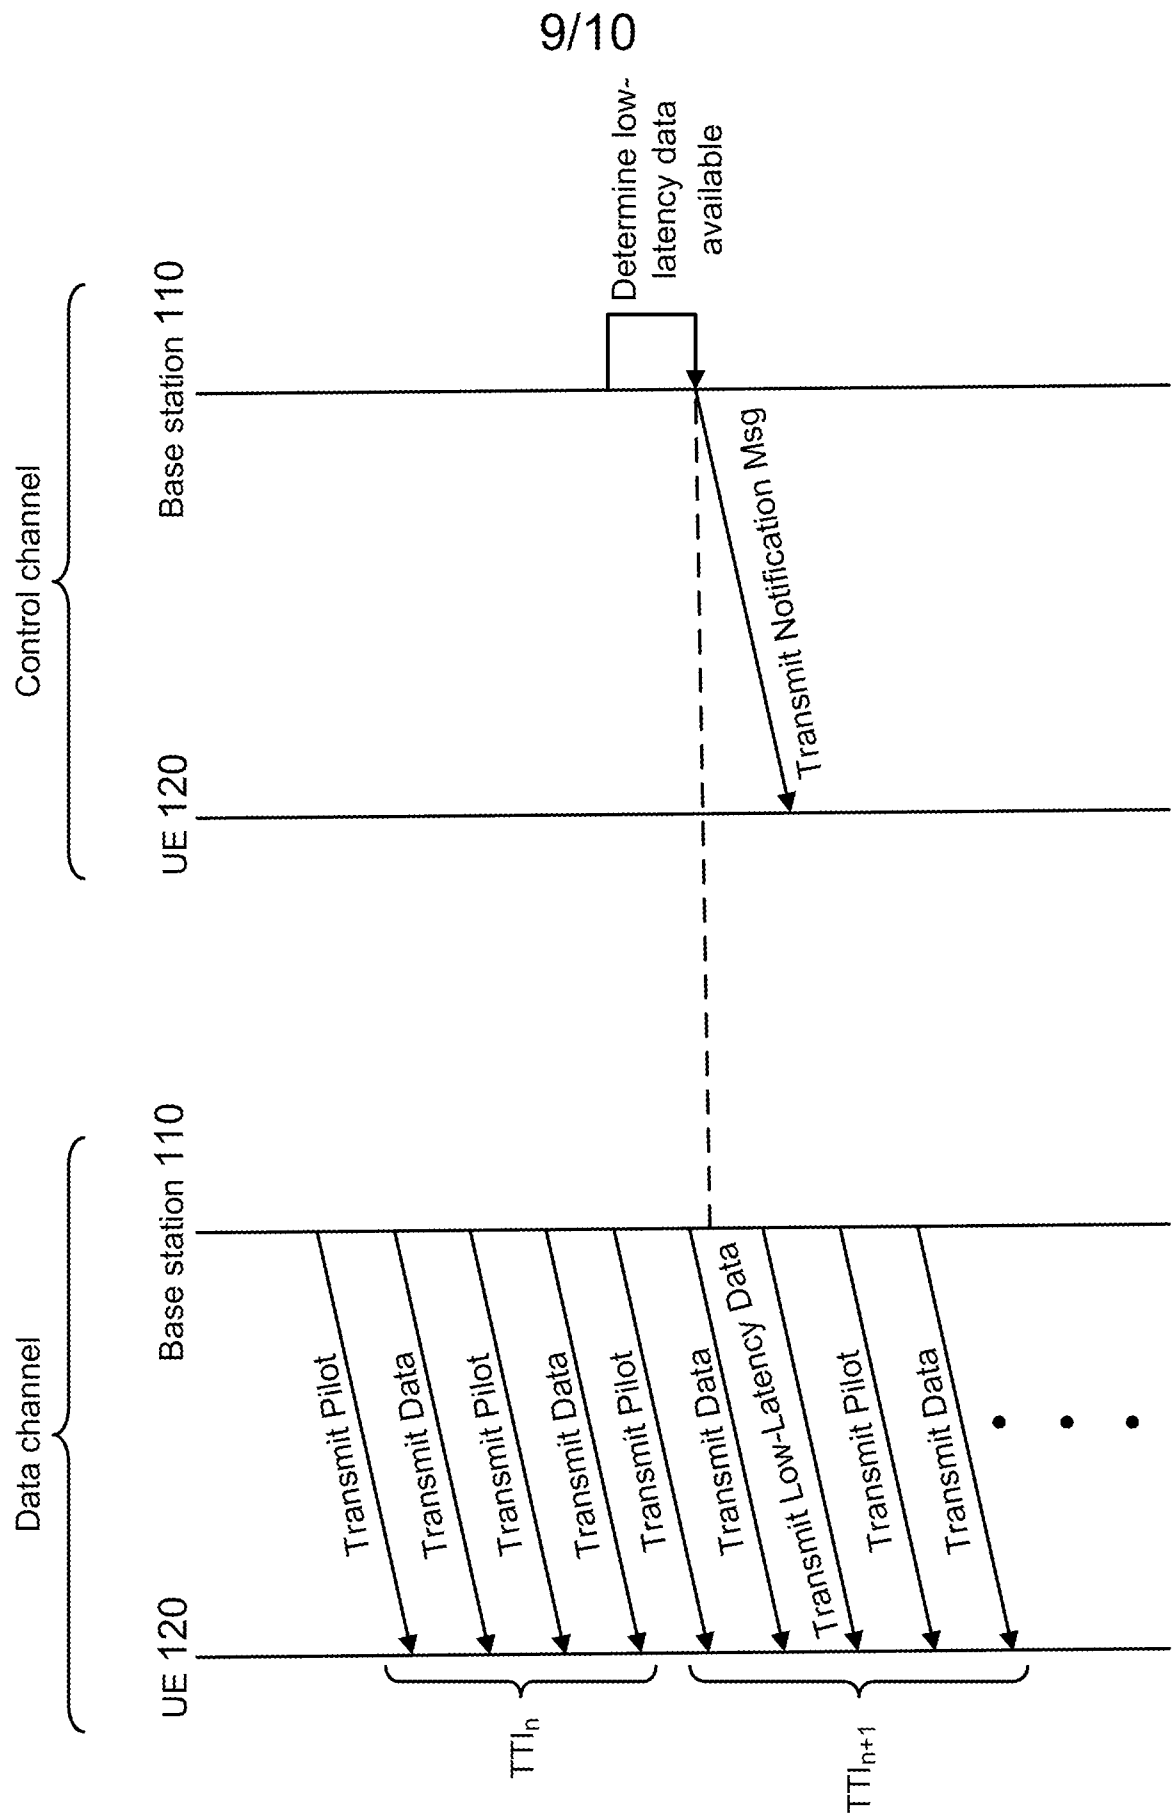 9/10
Data channel
Control channel
UE 120
Base station 110
UE 120
Base station 110
Transmit Pilot
Transmit Data
Transmit Pilot
Transmit Data
Transmit Pilot
Transmit Data
Transmit Low-Latency Data
Transmit Pilot
Transmit Data
TTIn
TTIn+1
Determine low-
latency data
available
Transmit Notification Msg